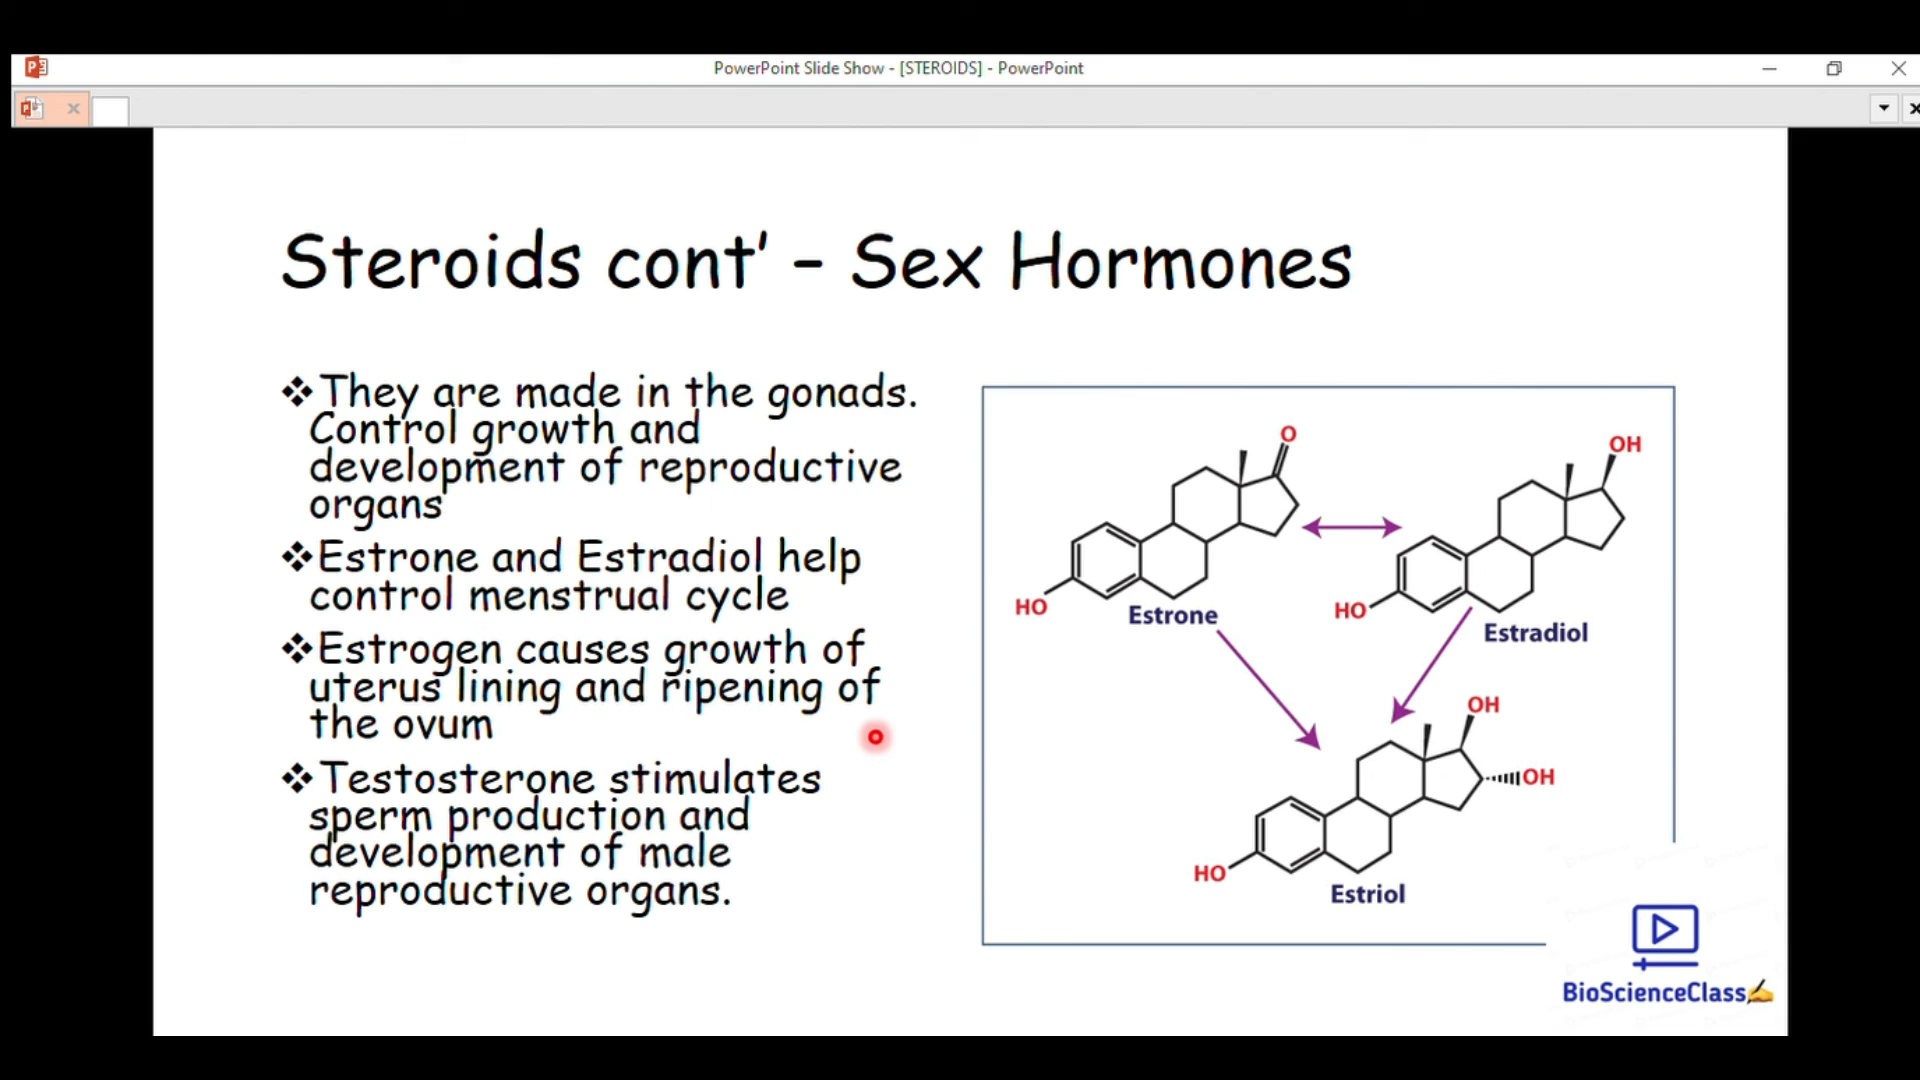 PowerPoint Slide Show - [STEROIDS] - PowerPoint
Steroids cont' – Sex Hormones
❖They are made in the gonads.
Control growth and
development of reproductive
organs
❖Estrone and Estradiol help
control menstrual cycle
❖Estrogen causes growth of
uterus lining and ripening of
the ovum
❖Testosterone stimulates
sperm production and
development of male
reproductive organs.
O
HO
Estrone
OH
HO
Estradiol
OH
OH
HO
Estriol
BioScienceClass✍